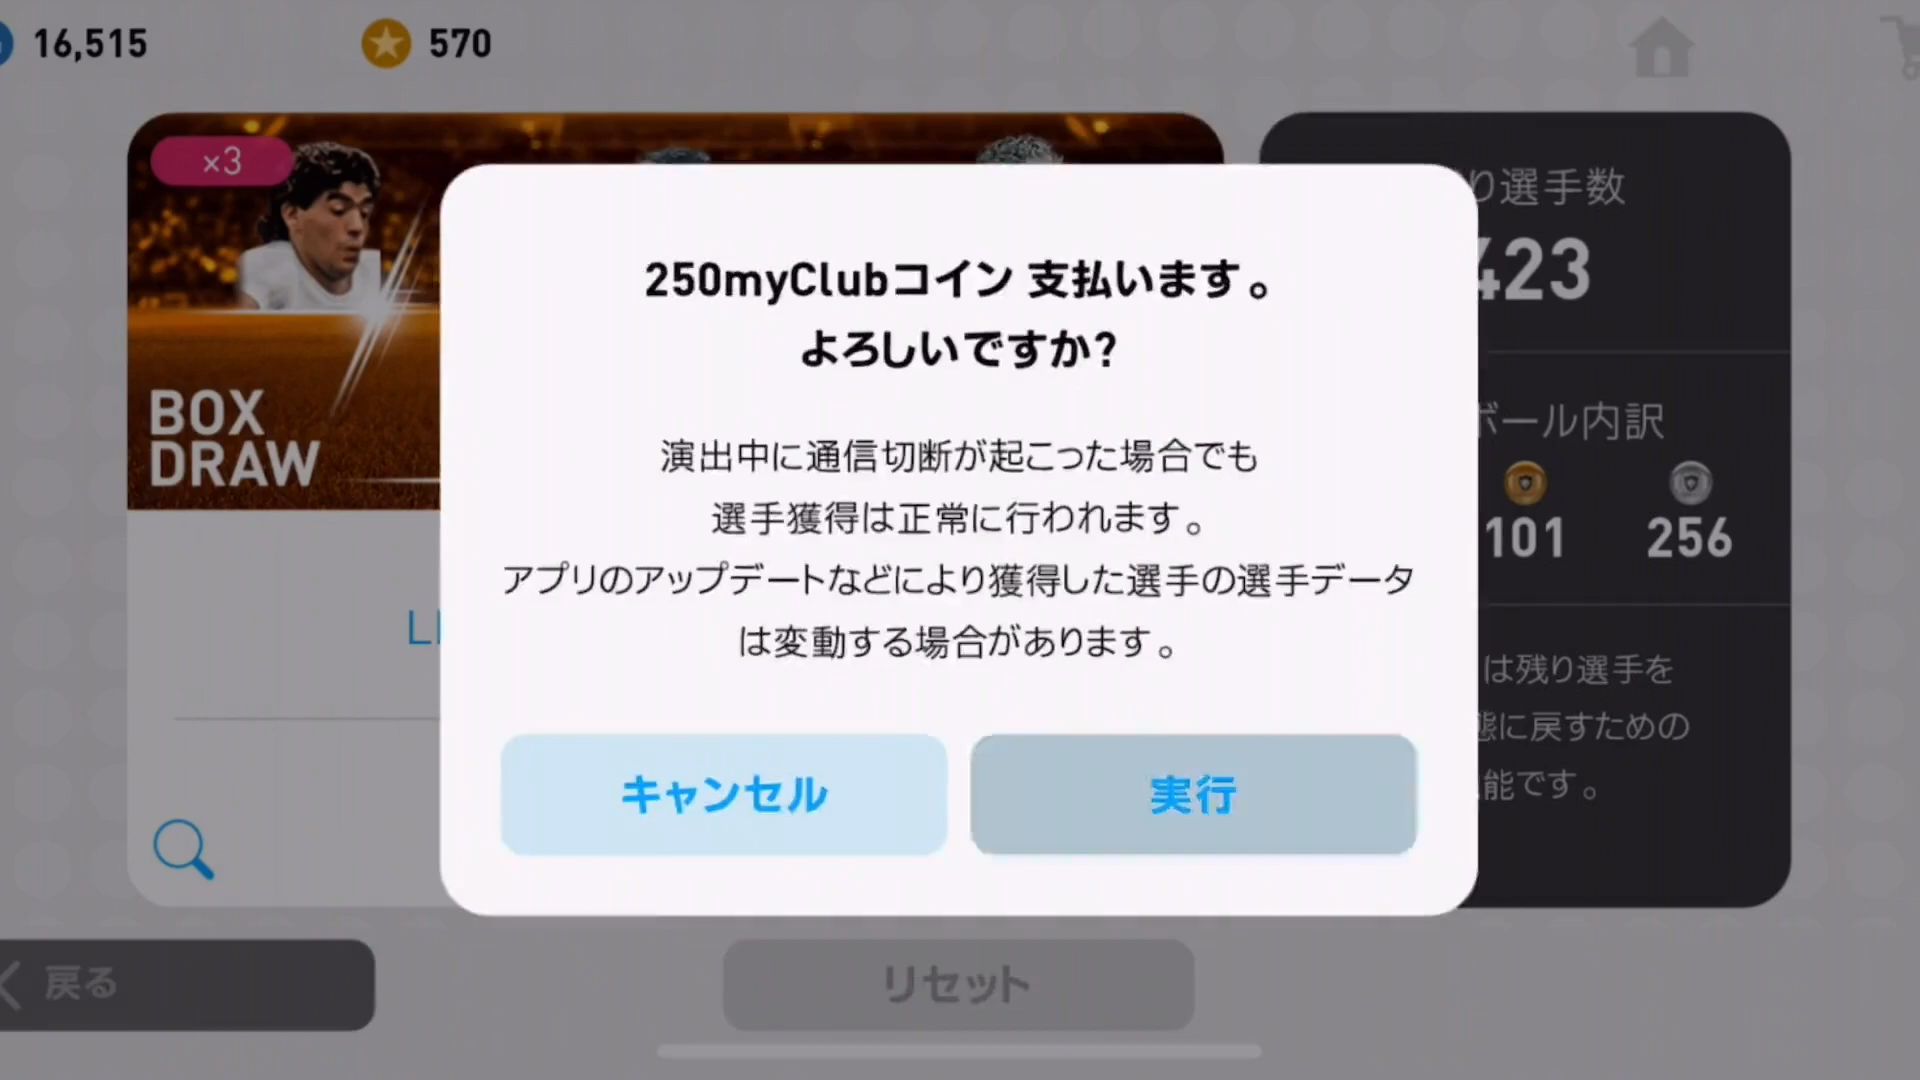 16,515
570
×3
BOX
DRAW
り選手数
423
ボール内訳
101
256
は残り選手を
態に戻すための
能です。
250myClubコイン 支払います。
よろしいですか?
演出中に通信切断が起こった場合でも
選手獲得は正常に行われます。
アプリのアップデートなどにより獲得した選手の選手データ
は変動する場合があります。
キャンセル
実行
戻る
リセット